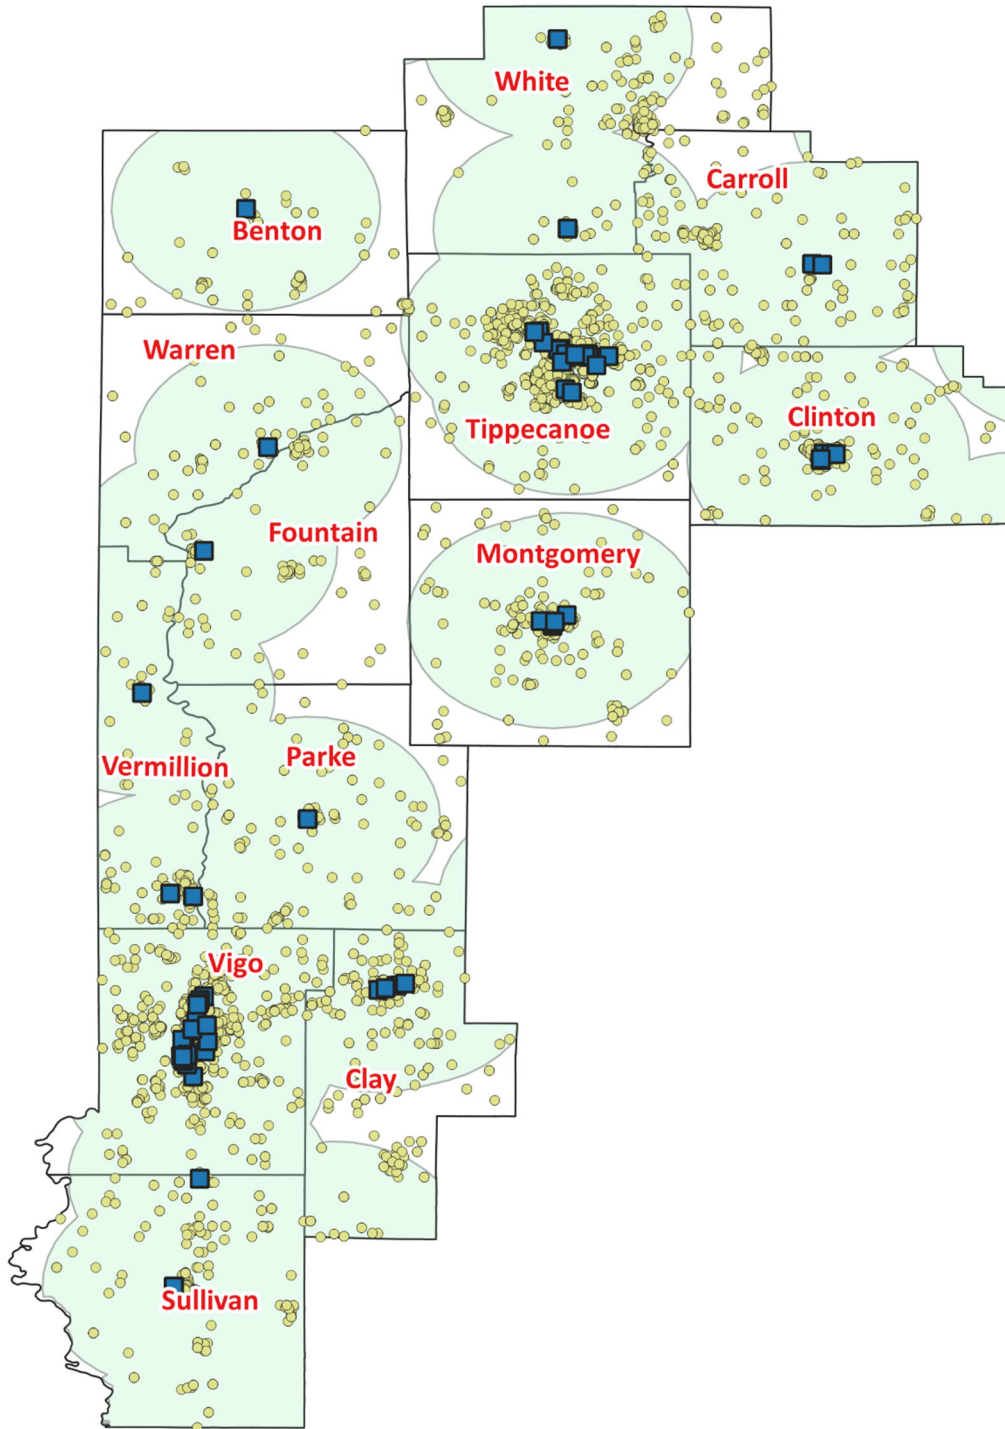 White
Carroll
Benton
Warren
Tippecanoe
Clinton
Fountain
Montgomery
Vermillion
Parke
Vigo
Clay
Sullivan